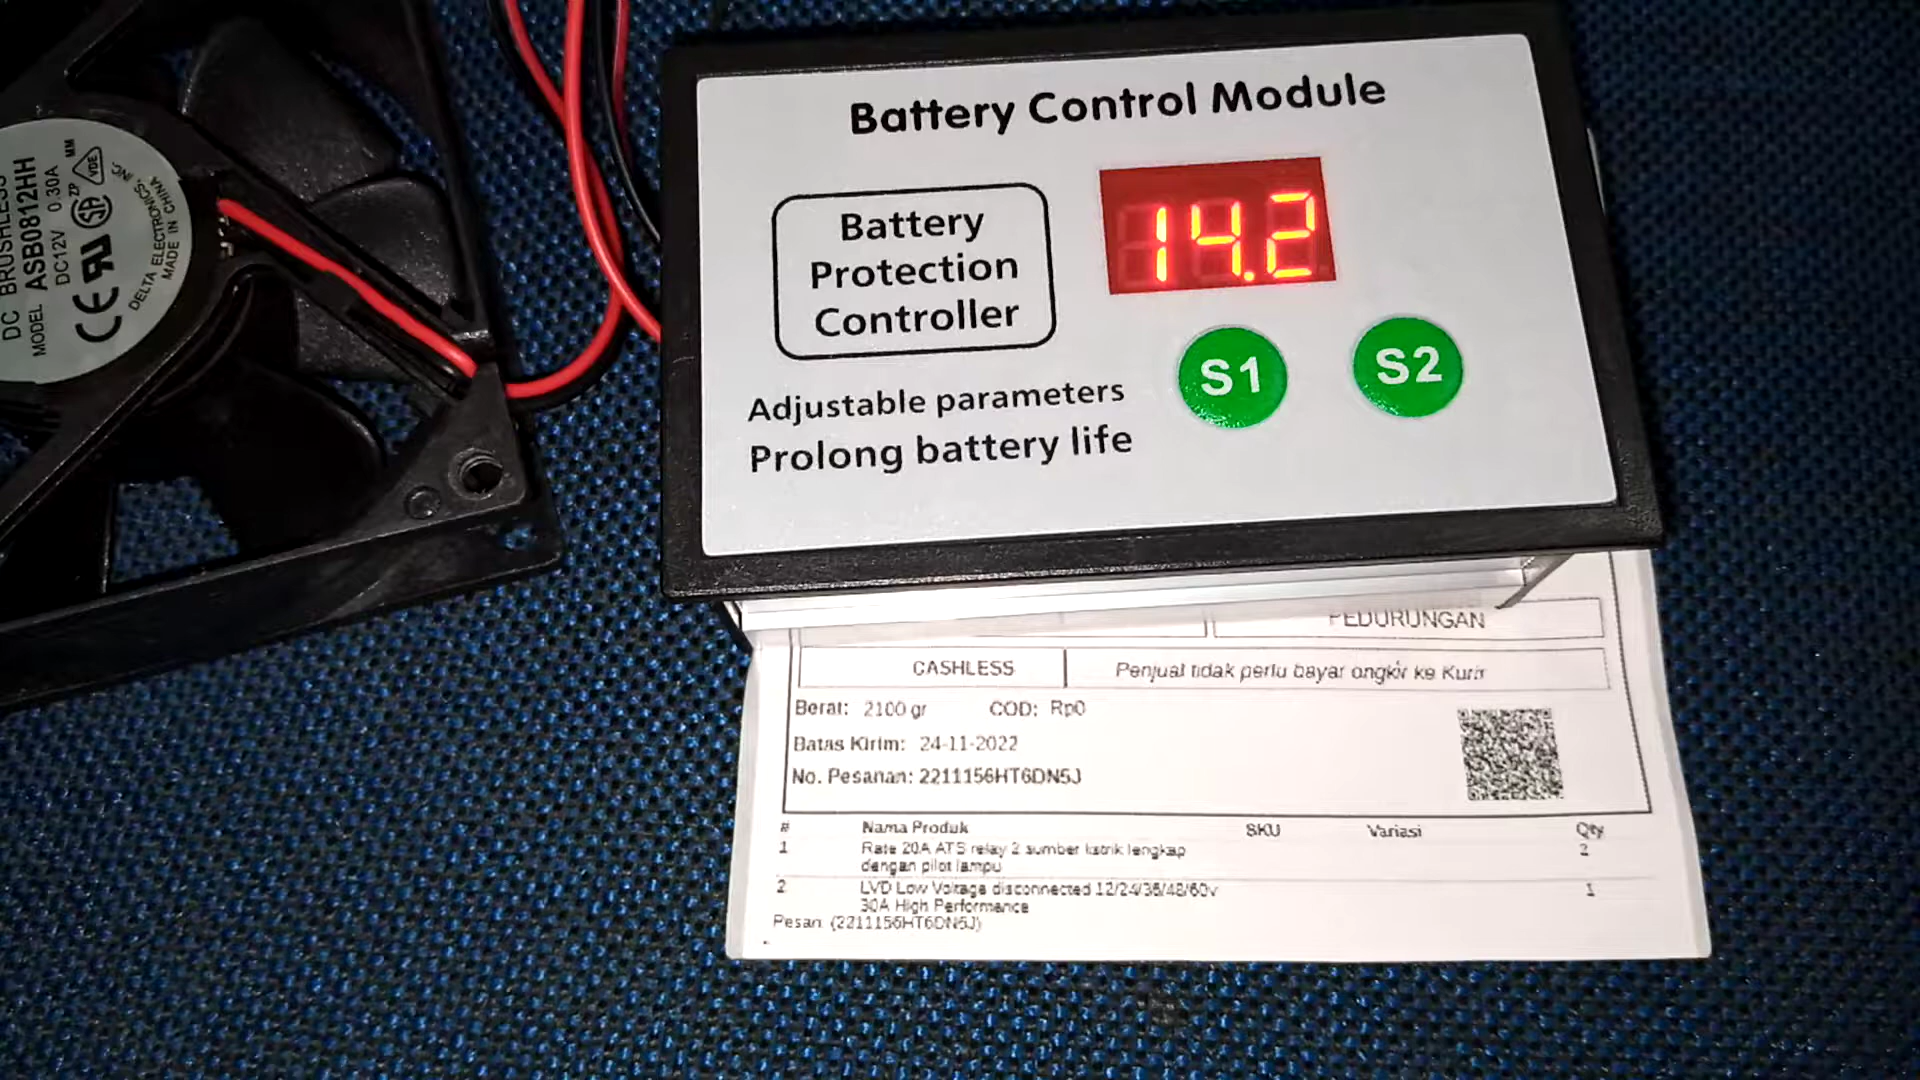 DC BRUSHLESS
MODEL ASB0812HH
DC12V 0.30A
DELTA ELECTRONICS, INC.
MADE IN CHINA
Battery Control Module
Battery
Protection
Controller
14.2
S1
S2
Adjustable parameters
Prolong battery life
PEDURUNGAN
CASHLESS
Penjual tidak perlu bayar ongkir ke Kurir
Berat: 2100 gr COD: Rp0
Batas Kirim: 24-11-2022
No. Pesanan: 2211156HT6DN5J
# Nama Produk SKU Variasi Qty
1 Rate 20A ATS relay 2 sumber listrik lengkap 2
dengan pilot lampu
2 LVD Low Voltage disconnected 12/24/36/48/60v 1
30A High Performance
Pesan: (2211156HT6DN5J)